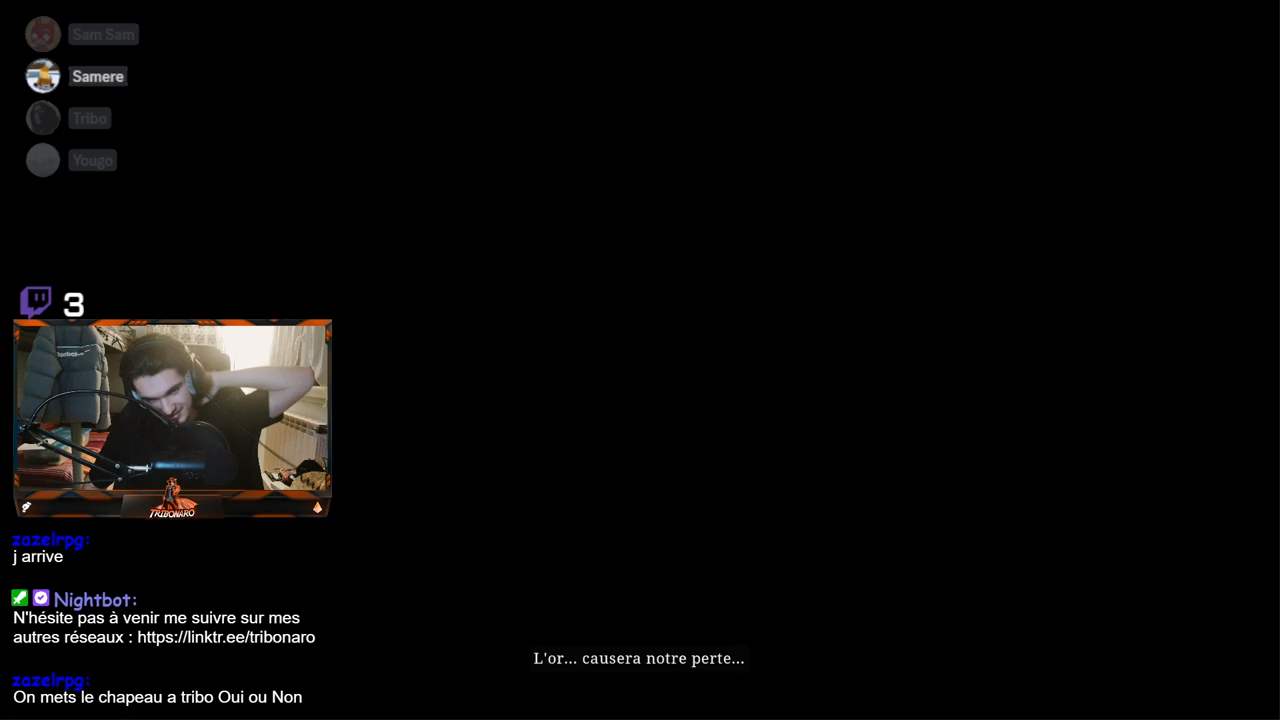 Sam Sam
Samere
Tribo
Yougo
3
TRIBONARO
zazelrpg:
j arrive
Nightbot:
N'hésite pas à venir me suivre sur mes
autres réseaux : https://linktr.ee/tribonaro
L'or... causera notre perte...
zazelrpg:
On mets le chapeau a tribo Oui ou Non